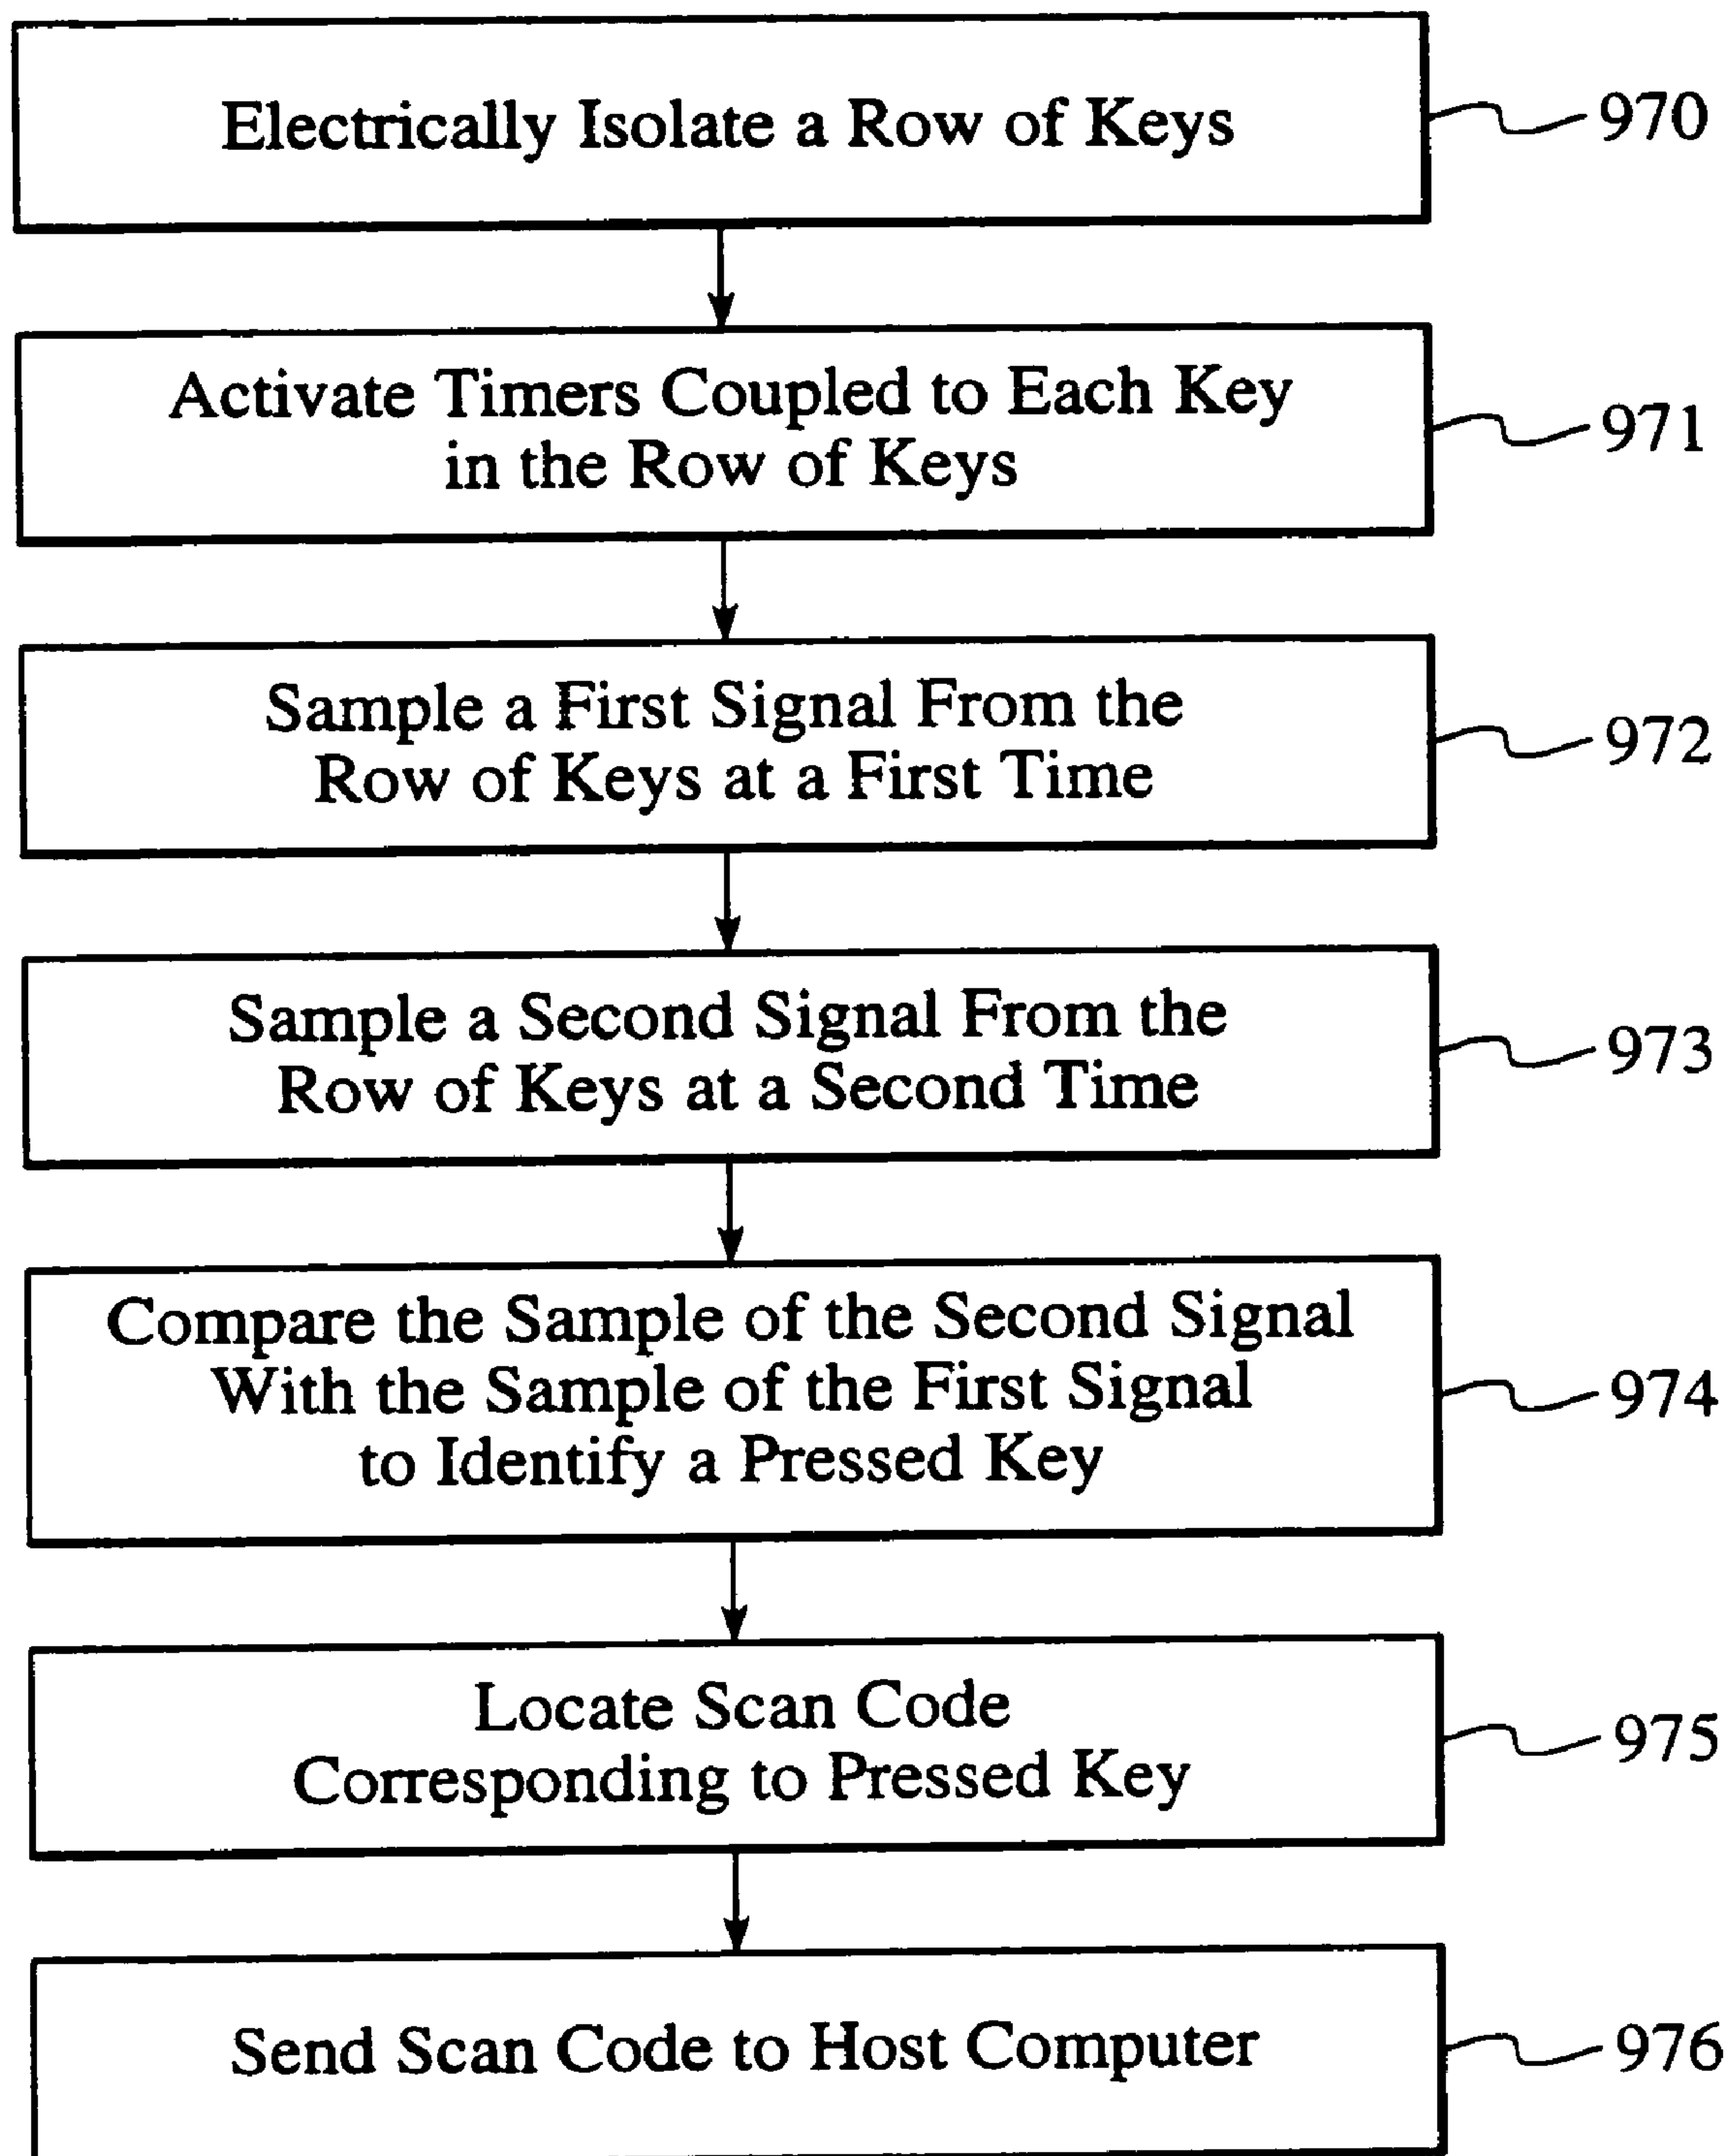 Electrically Isolate a Row of Keys
970
Activate Timers Coupled to Each Key
in the Row of Keys
971
Sample a First Signal From the
Row of Keys at a First Time
972
Sample a Second Signal From the
Row of Keys at a Second Time
973
Compare the Sample of the Second Signal
With the Sample of the First Signal
to Identify a Pressed Key
974
Locate Scan Code
Corresponding to Pressed Key
975
Send Scan Code to Host Computer
976